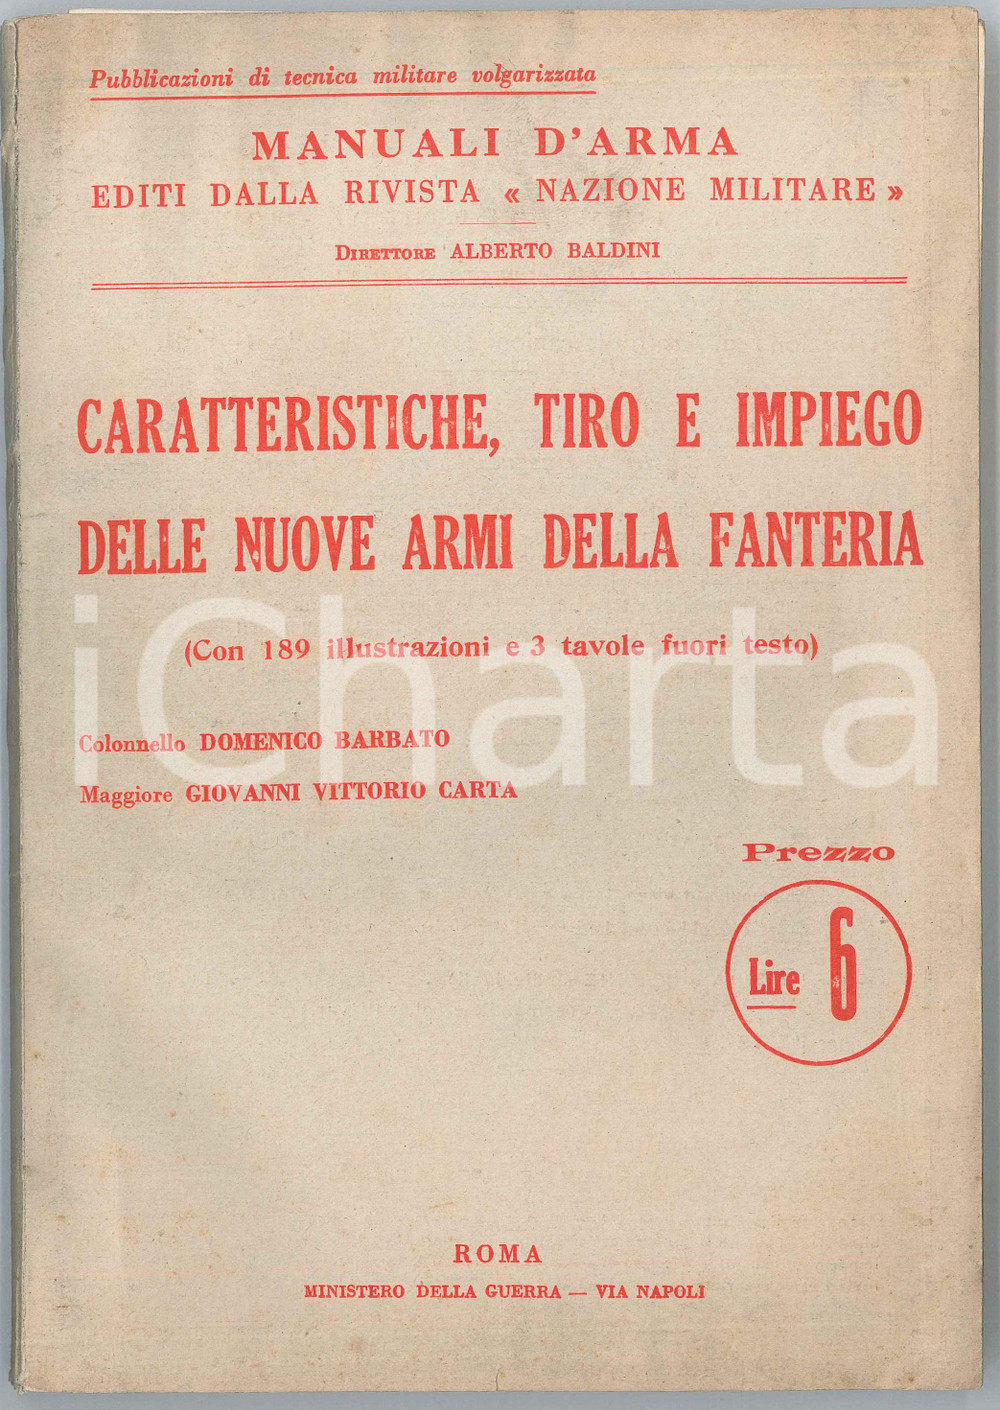 Pubblicazioni di tecnica militare volgarizzata
MANUALI D'ARMA
EDITI DALLA RIVISTA « NAZIONE MILITARE »
DIRETTORE ALBERTO BALDINI
CARATTERISTICHE, TIRO E IMPIEGO
DELLE NUOVE ARMI DELLA FANTERIA
(Con 189 illustrazioni e 3 tavole fuori testo)
iCharta
Colonnello DOMENICO BARBATO
Maggiore GIOVANNI VITTORIO CARTA
Prezzo
Lire 6
ROMA
MINISTERO DELLA GUERRA — VIA NAPOLI